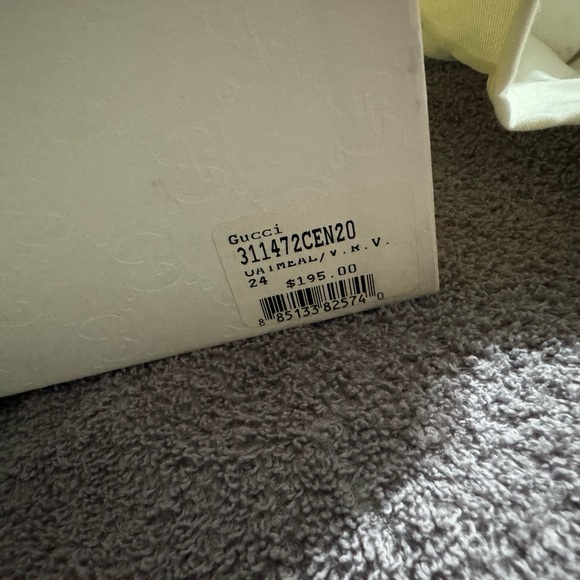 Gucci
311472CEN20
OATMEAL/V.R.V.
24 $195.00
8 85133 82574 0